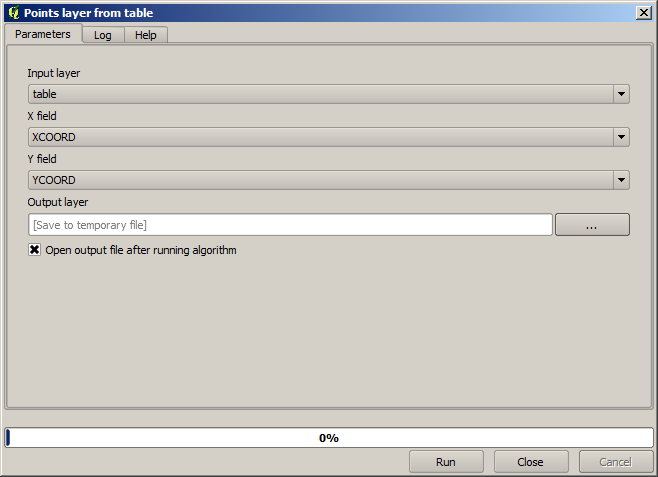 Points layer from table
Parameters Log Help
Input layer
table
X field
XCOORD
Y field
YCOORD
Output layer
[Save to temporary file] ...
Open output file after running algorithm
0%
Run Close Cancel